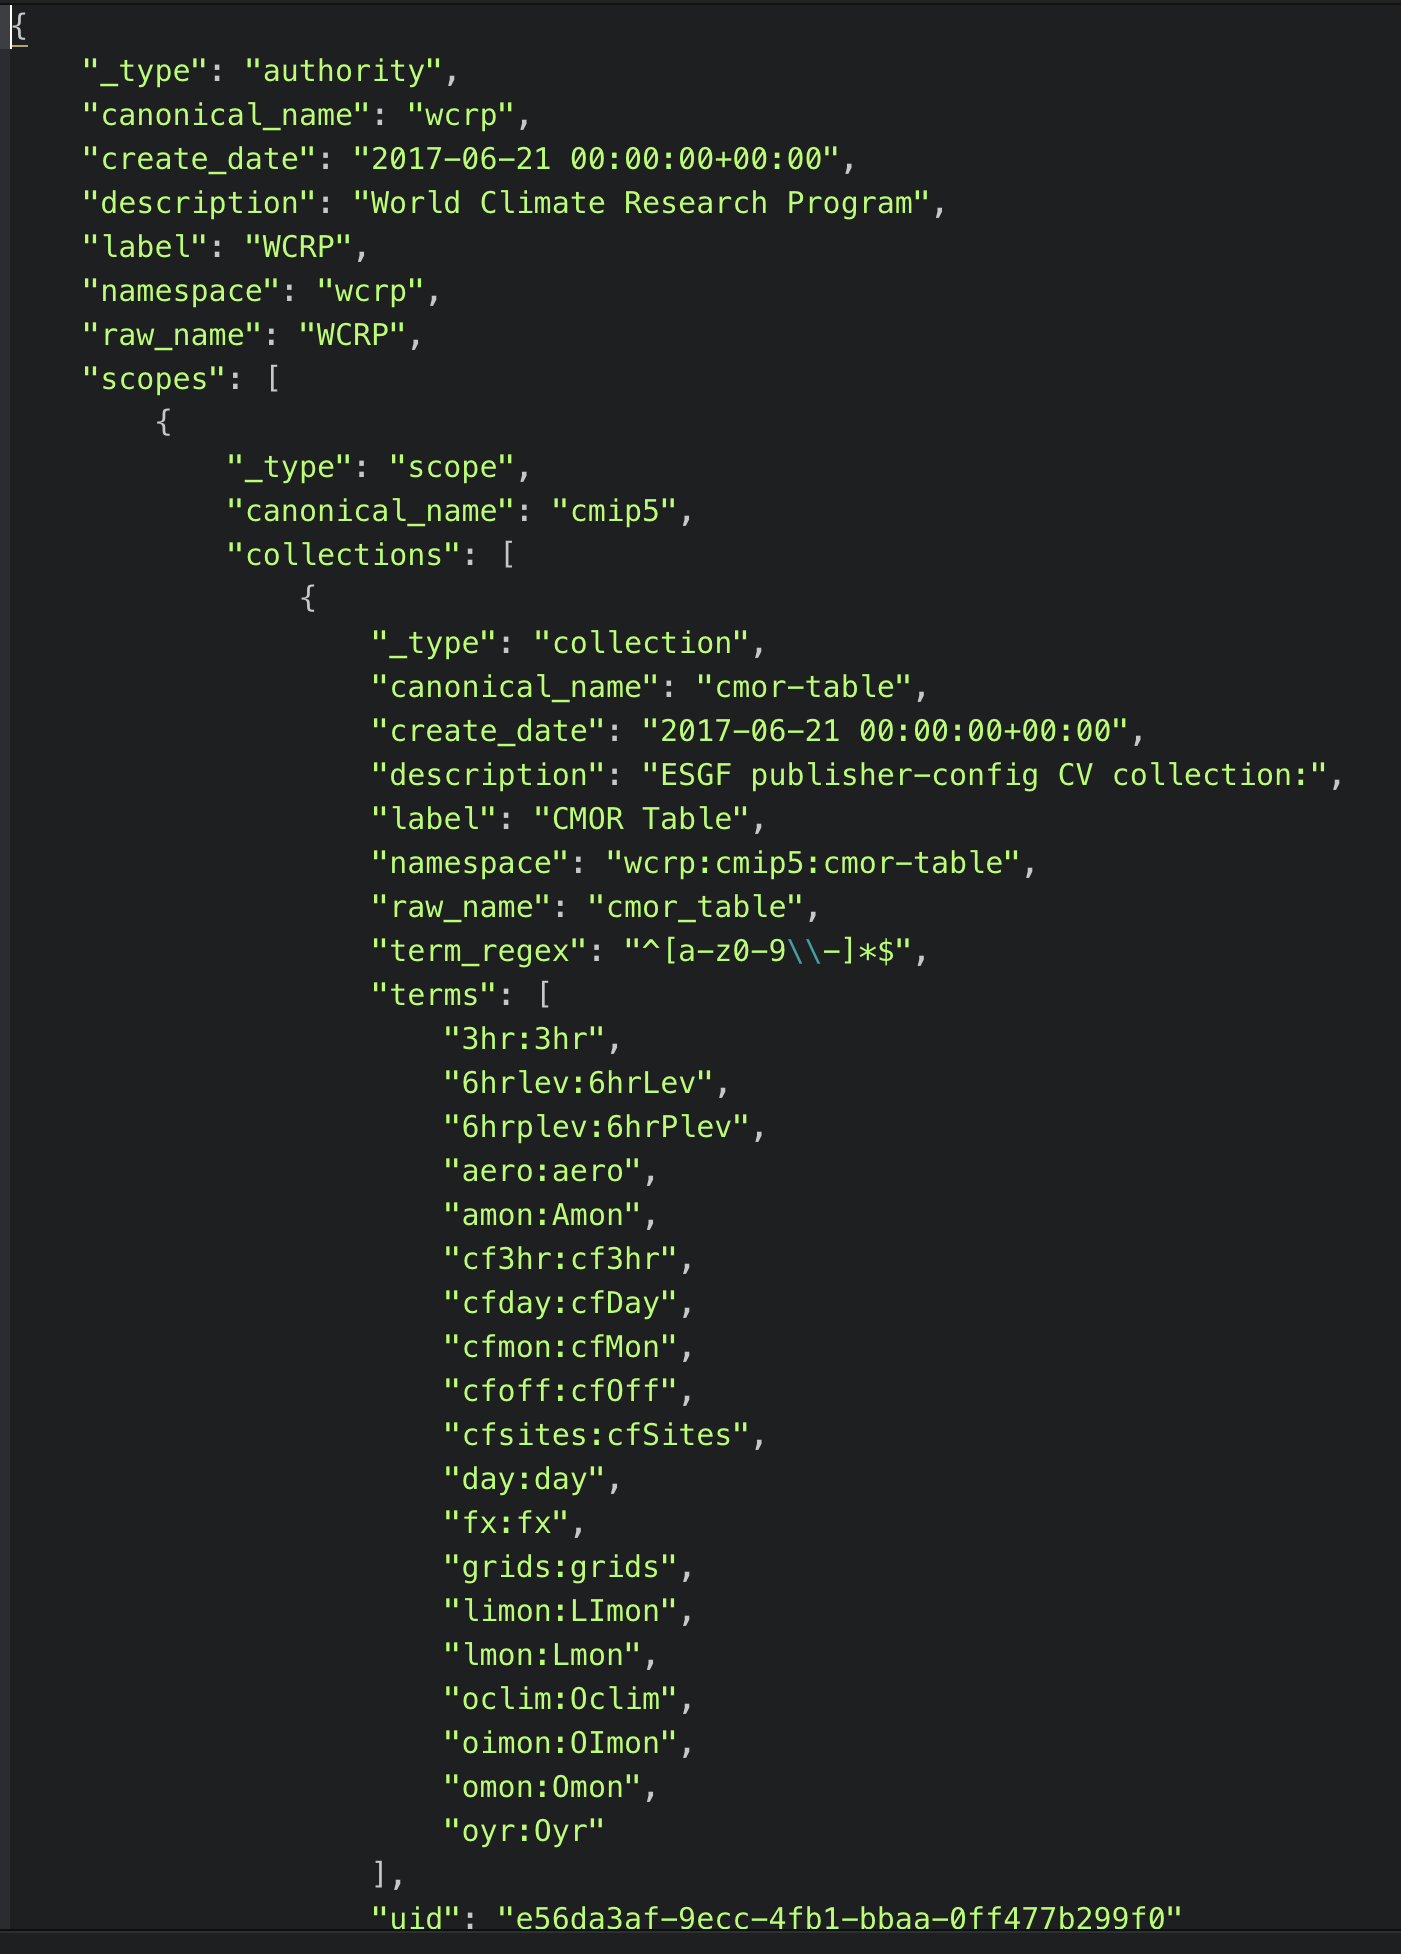 {
    "_type": "authority",
    "canonical_name": "wcrp",
    "create_date": "2017-06-21 00:00:00+00:00",
    "description": "World Climate Research Program",
    "label": "WCRP",
    "namespace": "wcrp",
    "raw_name": "WCRP",
    "scopes": [
        {
            "_type": "scope",
            "canonical_name": "cmip5",
            "collections": [
                {
                    "_type": "collection",
                    "canonical_name": "cmor-table",
                    "create_date": "2017-06-21 00:00:00+00:00",
                    "description": "ESGF publisher-config CV collection:",
                    "label": "CMOR Table",
                    "namespace": "wcrp:cmip5:cmor-table",
                    "raw_name": "cmor_table",
                    "term_regex": "^[a-z0-9\\-]*$",
                    "terms": [
                        "3hr:3hr",
                        "6hrlev:6hrLev",
                        "6hrplev:6hrPlev",
                        "aero:aero",
                        "amon:Amon",
                        "cf3hr:cf3hr",
                        "cfday:cfDay",
                        "cfmon:cfMon",
                        "cfoff:cfOff",
                        "cfsites:cfSites",
                        "day:day",
                        "fx:fx",
                        "grids:grids",
                        "limon:LImon",
                        "lmon:Lmon",
                        "oclim:Oclim",
                        "oimon:OImon",
                        "omon:Omon",
                        "oyr:Oyr"
                    ],
                    "uid": "e56da3af-9ecc-4fb1-bbaa-0ff477b299f0"